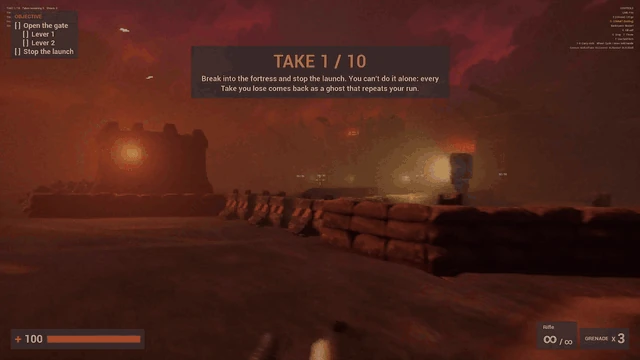 OBJECTIVE
[ ] Open the gate
[ ] Lever 1
[ ] Lever 2
[ ] Stop the launch
TAKE 1 / 10
Break into the fortress and stop the launch. You can't do it alone: every
Take you lose comes back as a ghost that repeats your run.
+ 100
Rifle
∞ / ∞
GRENADE x 3